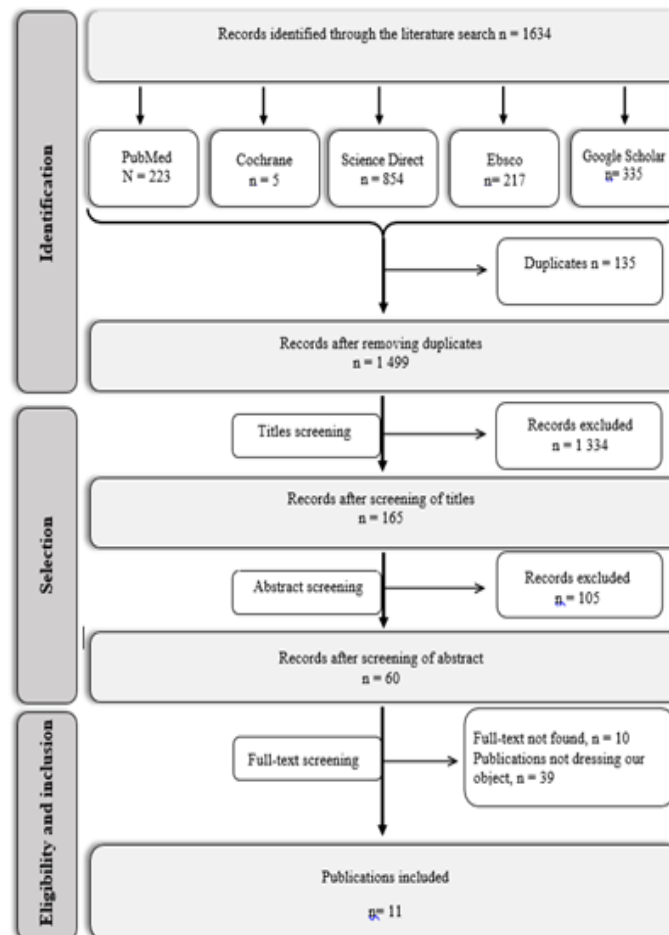 Records identified through the literature search n = 1634
PubMed
N = 223
Cochrane
n = 5
Science Direct
n = 854
Ebsco
n= 217
Google Scholar
n= 335
Identification
Duplicates n = 135
Records after removing duplicates
n = 1 499
Titles screening
Records excluded
n = 1 334
Records after screening of titles
n = 165
Selection
Abstract screening
Records excluded
n = 105
Records after screening of abstract
n = 60
Full-text screening
Full-text not found, n = 10
Publications not dressing our
object, n = 39
Eligibility and inclusion
Publications included
n= 11